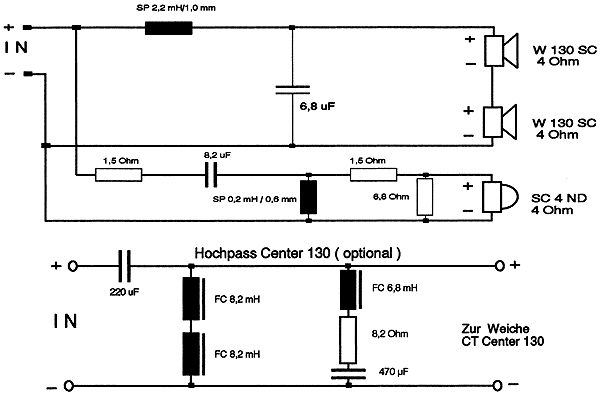 SP 2,2 mH/1,0 mm
+
I N
−
6,8 uF
+
−
W 130 SC
4 Ohm
+
−
W 130 SC
4 Ohm
1,5 Ohm
8,2 uF
SP 0,2 mH / 0,6 mm
1,5 Ohm
6,8 Ohm
+
−
SC 4 ND
4 Ohm
Hochpass Center 130 ( optional )
+
220 uF
I N
−
FC 8,2 mH
FC 8,2 mH
FC 6,8 mH
8,2 Ohm
470 µF
+
Zur Weiche
CT Center 130
−